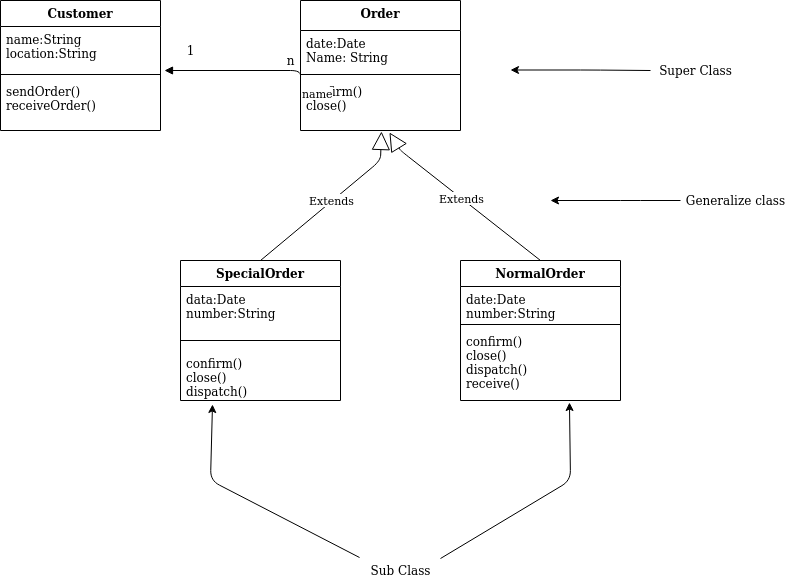 Customer
name:String
location:String
sendOrder()
receiveOrder()
1
n
Order
date:Date
Name: String
name
close()
Super Class
Extends
Extends
Generalize class
SpecialOrder
data:Date
number:String
confirm()
close()
dispatch()
NormalOrder
date:Date
number:String
confirm()
close()
dispatch()
receive()
Sub Class